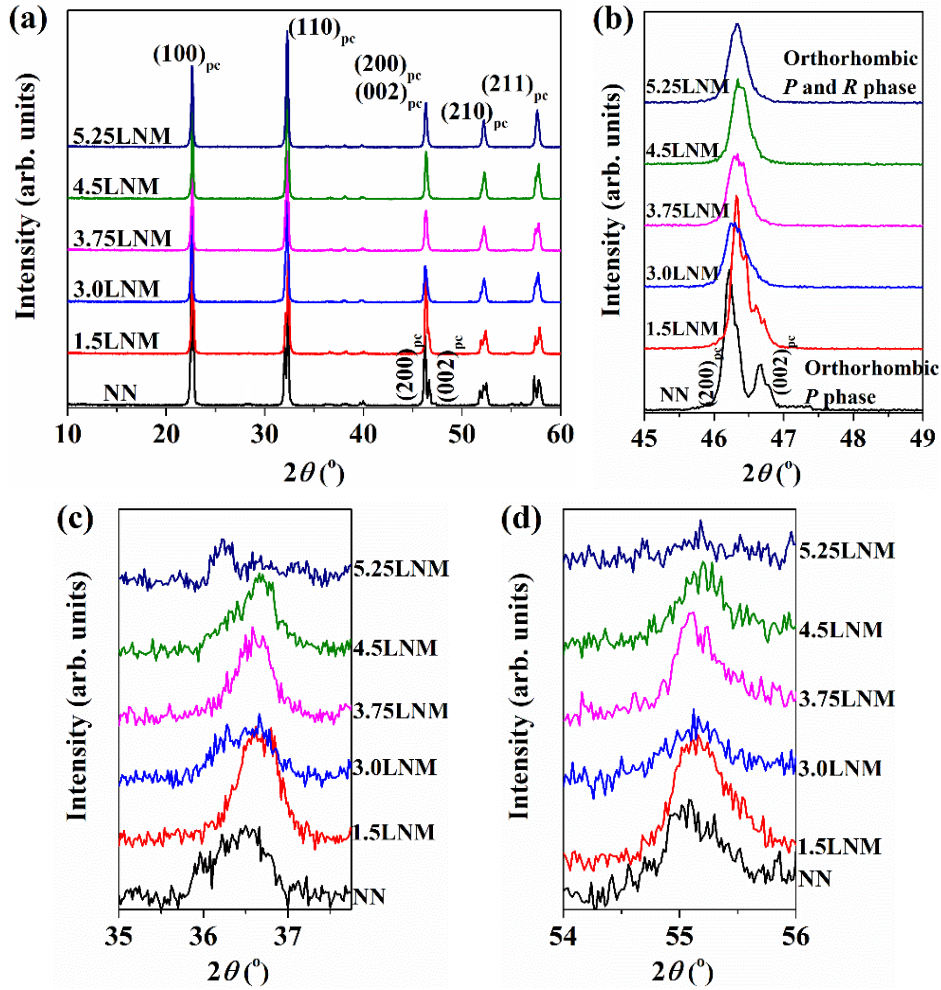 (a)
(100)pc
(110)pc
(200)pc
(002)pc
(210)pc
(211)pc
5.25LNM
4.5LNM
3.75LNM
3.0LNM
1.5LNM
NN
(200)pc
(002)pc
Intensity (arb. units)
10 20 30 40 50 60
2θ (°)
(b)
Orthorhombic
P and R phase
5.25LNM
4.5LNM
3.75LNM
3.0LNM
1.5LNM
NN
(200)pc
(002)pc
Orthorhombic
P phase
Intensity (arb. units)
45 46 47 48 49
2θ (°)
(c)
5.25LNM
4.5LNM
3.75LNM
3.0LNM
1.5LNM
NN
Intensity (arb. units)
35 36 37
2θ (°)
(d)
5.25LNM
4.5LNM
3.75LNM
3.0LNM
1.5LNM
NN
Intensity (arb. units)
54 55 56
2θ (°)